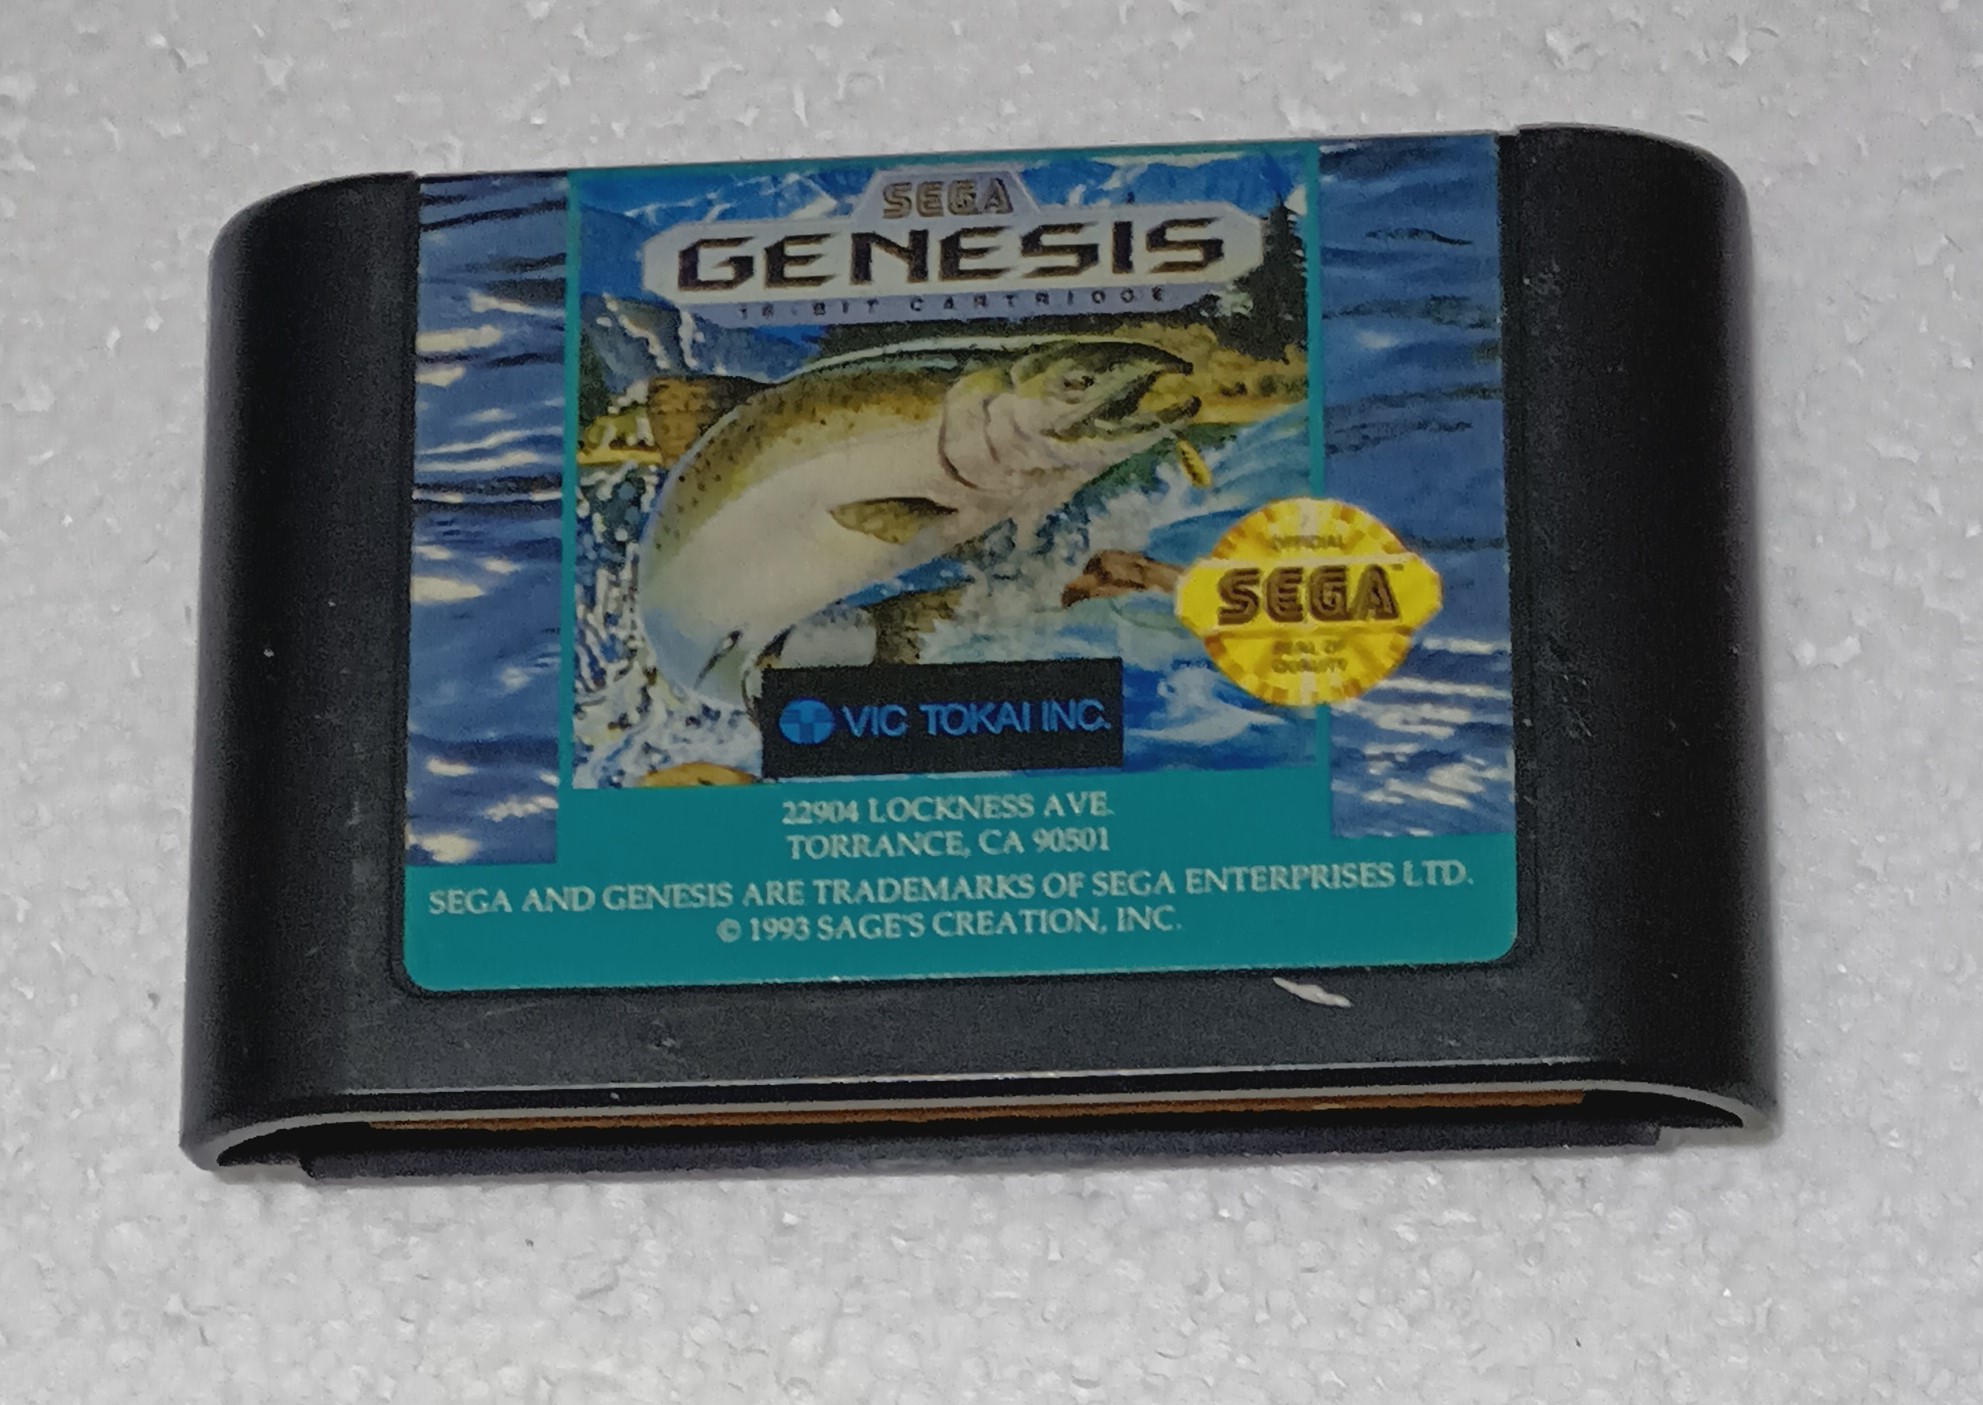 SEGA
GENESIS
16-BIT CARTRIDGE
OFFICIAL
SEGA™
SEAL OF
QUALITY
VIC TOKAI INC.
22904 LOCKNESS AVE.
TORRANCE, CA 90501
SEGA AND GENESIS ARE TRADEMARKS OF SEGA ENTERPRISES LTD.
© 1993 SAGE'S CREATION, INC.